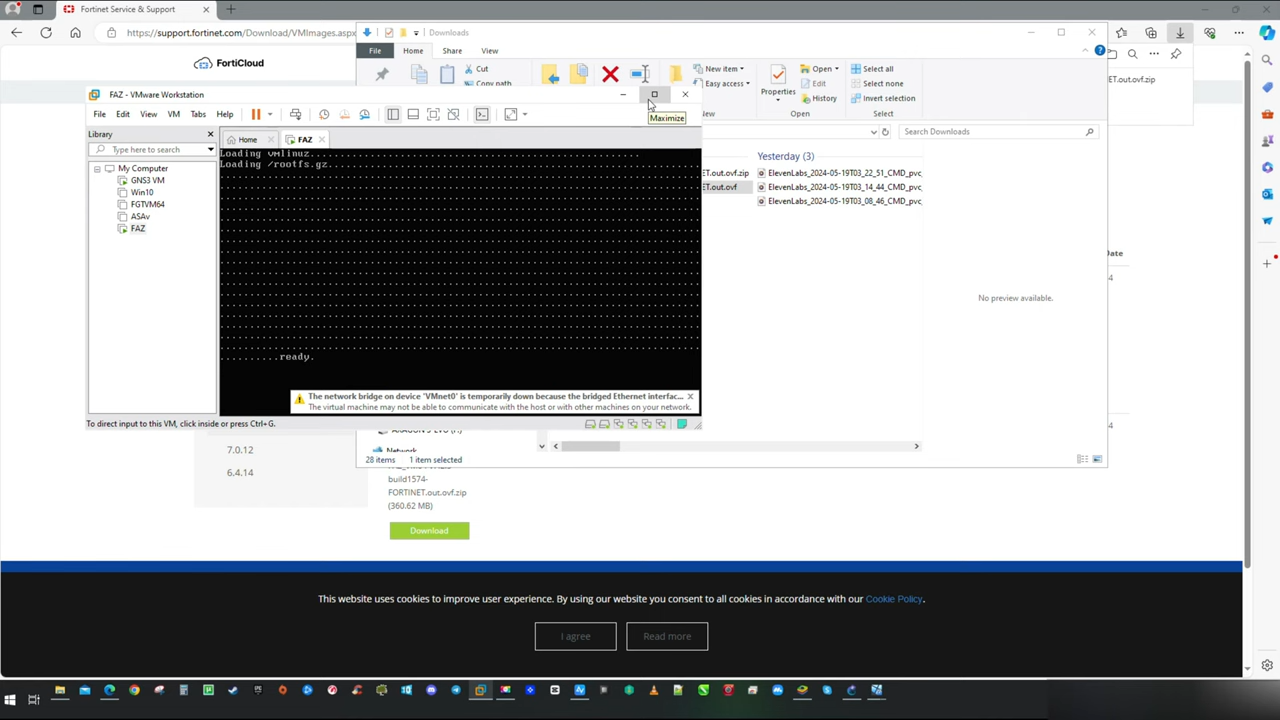 Fortinet Service & Support
https://support.fortinet.com/Download/VMImages.aspx
Downloads
File
Home
Share
View
FortiCloud
Cut
Copy path
New item
Easy access
Properties
Open
History
Select all
Select none
Invert selection
New
Open
ET.out.ovf.zip
FAZ - VMware Workstation
Maximize
File
Edit
View
VM
Tabs
Help
Library
Type here to search
Home
FAZ
My Computer
GNS3 VM
Win10
FGTVM64
ASAv
FAZ
Loading vmlinuz
Loading /rootfs.gz
..........ready.
Search Downloads
Yesterday (3)
ET.out.ovf.zip
ElevenLabs_2024-05-19T03_22_51_CMD_pvc,
ET.out.ovf
ElevenLabs_2024-05-19T03_14_44_CMD_pvc,
ElevenLabs_2024-05-19T03_08_46_CMD_pvc,
Date
No preview available.
The network bridge on device 'VMnet0' is temporarily down because the bridged Ethernet interfac...
The virtual machine may not be able to communicate with the host or with other machines on your network.
To direct input to this VM, click inside or press Ctrl+G.
Network
28 items
1 item selected
7.0.12
6.4.14
build1574-
FORTINET.out.ovf.zip
(360.62 MB)
Download
This website uses cookies to improve user experience. By using our website you consent to all cookies in accordance with our Cookie Policy.
I agree
Read more